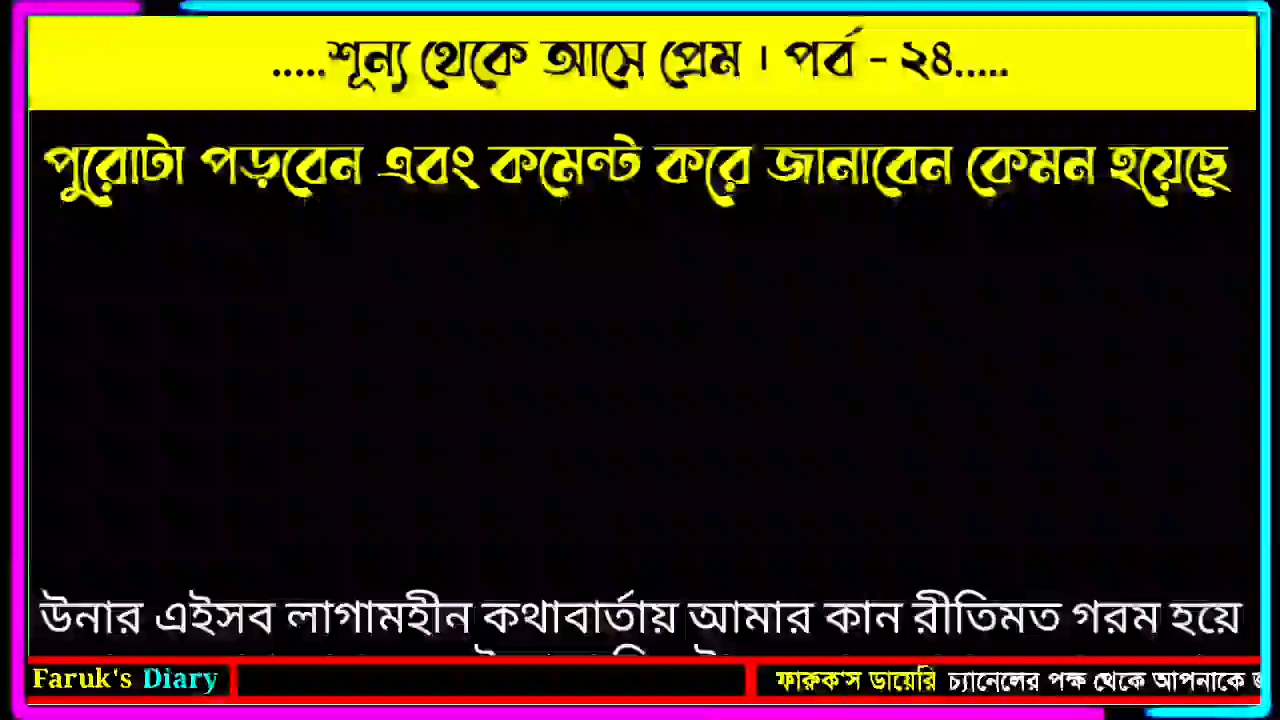 .....শূন্য থেকে আসে প্রেম । পর্ব - ২৪.....
পুরোটা পড়বেন এবং কমেন্ট করে জানাবেন কেমন হয়েছে
উনার এইসব লাগামহীন কথাবার্তায় আমার কান রীতিমত গরম হয়ে
Faruk's Diary
ফারুক'স ডায়েরি চ্যানেলের পক্ষ থেকে আপনাকে